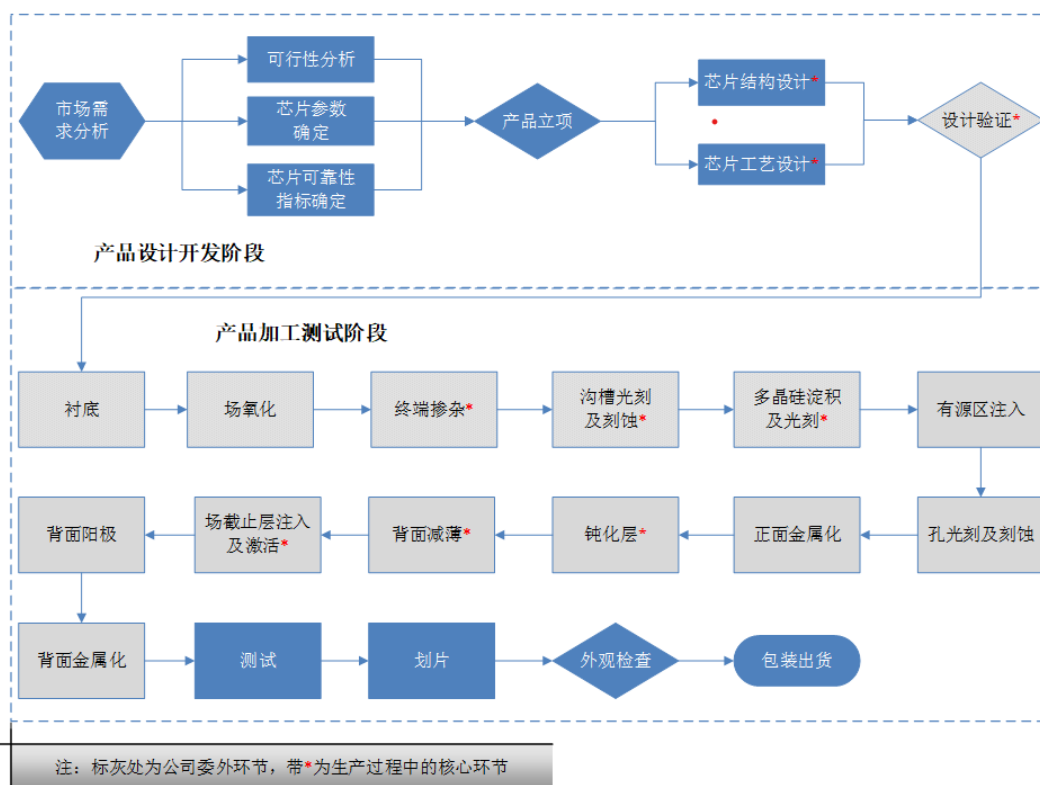 市场需
求分析
可行性分析
芯片参数
确定
芯片可靠性
指标确定
产品立项
芯片结构设计*
芯片工艺设计*
设计验证*
产品设计开发阶段
产品加工测试阶段
衬底
场氧化
终端掺杂*
沟槽光刻
及刻蚀*
多晶硅淀积
及光刻*
有源区注入
孔光刻及刻蚀
正面金属化
钝化层*
背面减薄*
场截止层注入
及激活*
背面阳极
背面金属化
测试
划片
外观检查
包装出货
注：标灰处为公司委外环节，带*为生产过程中的核心环节